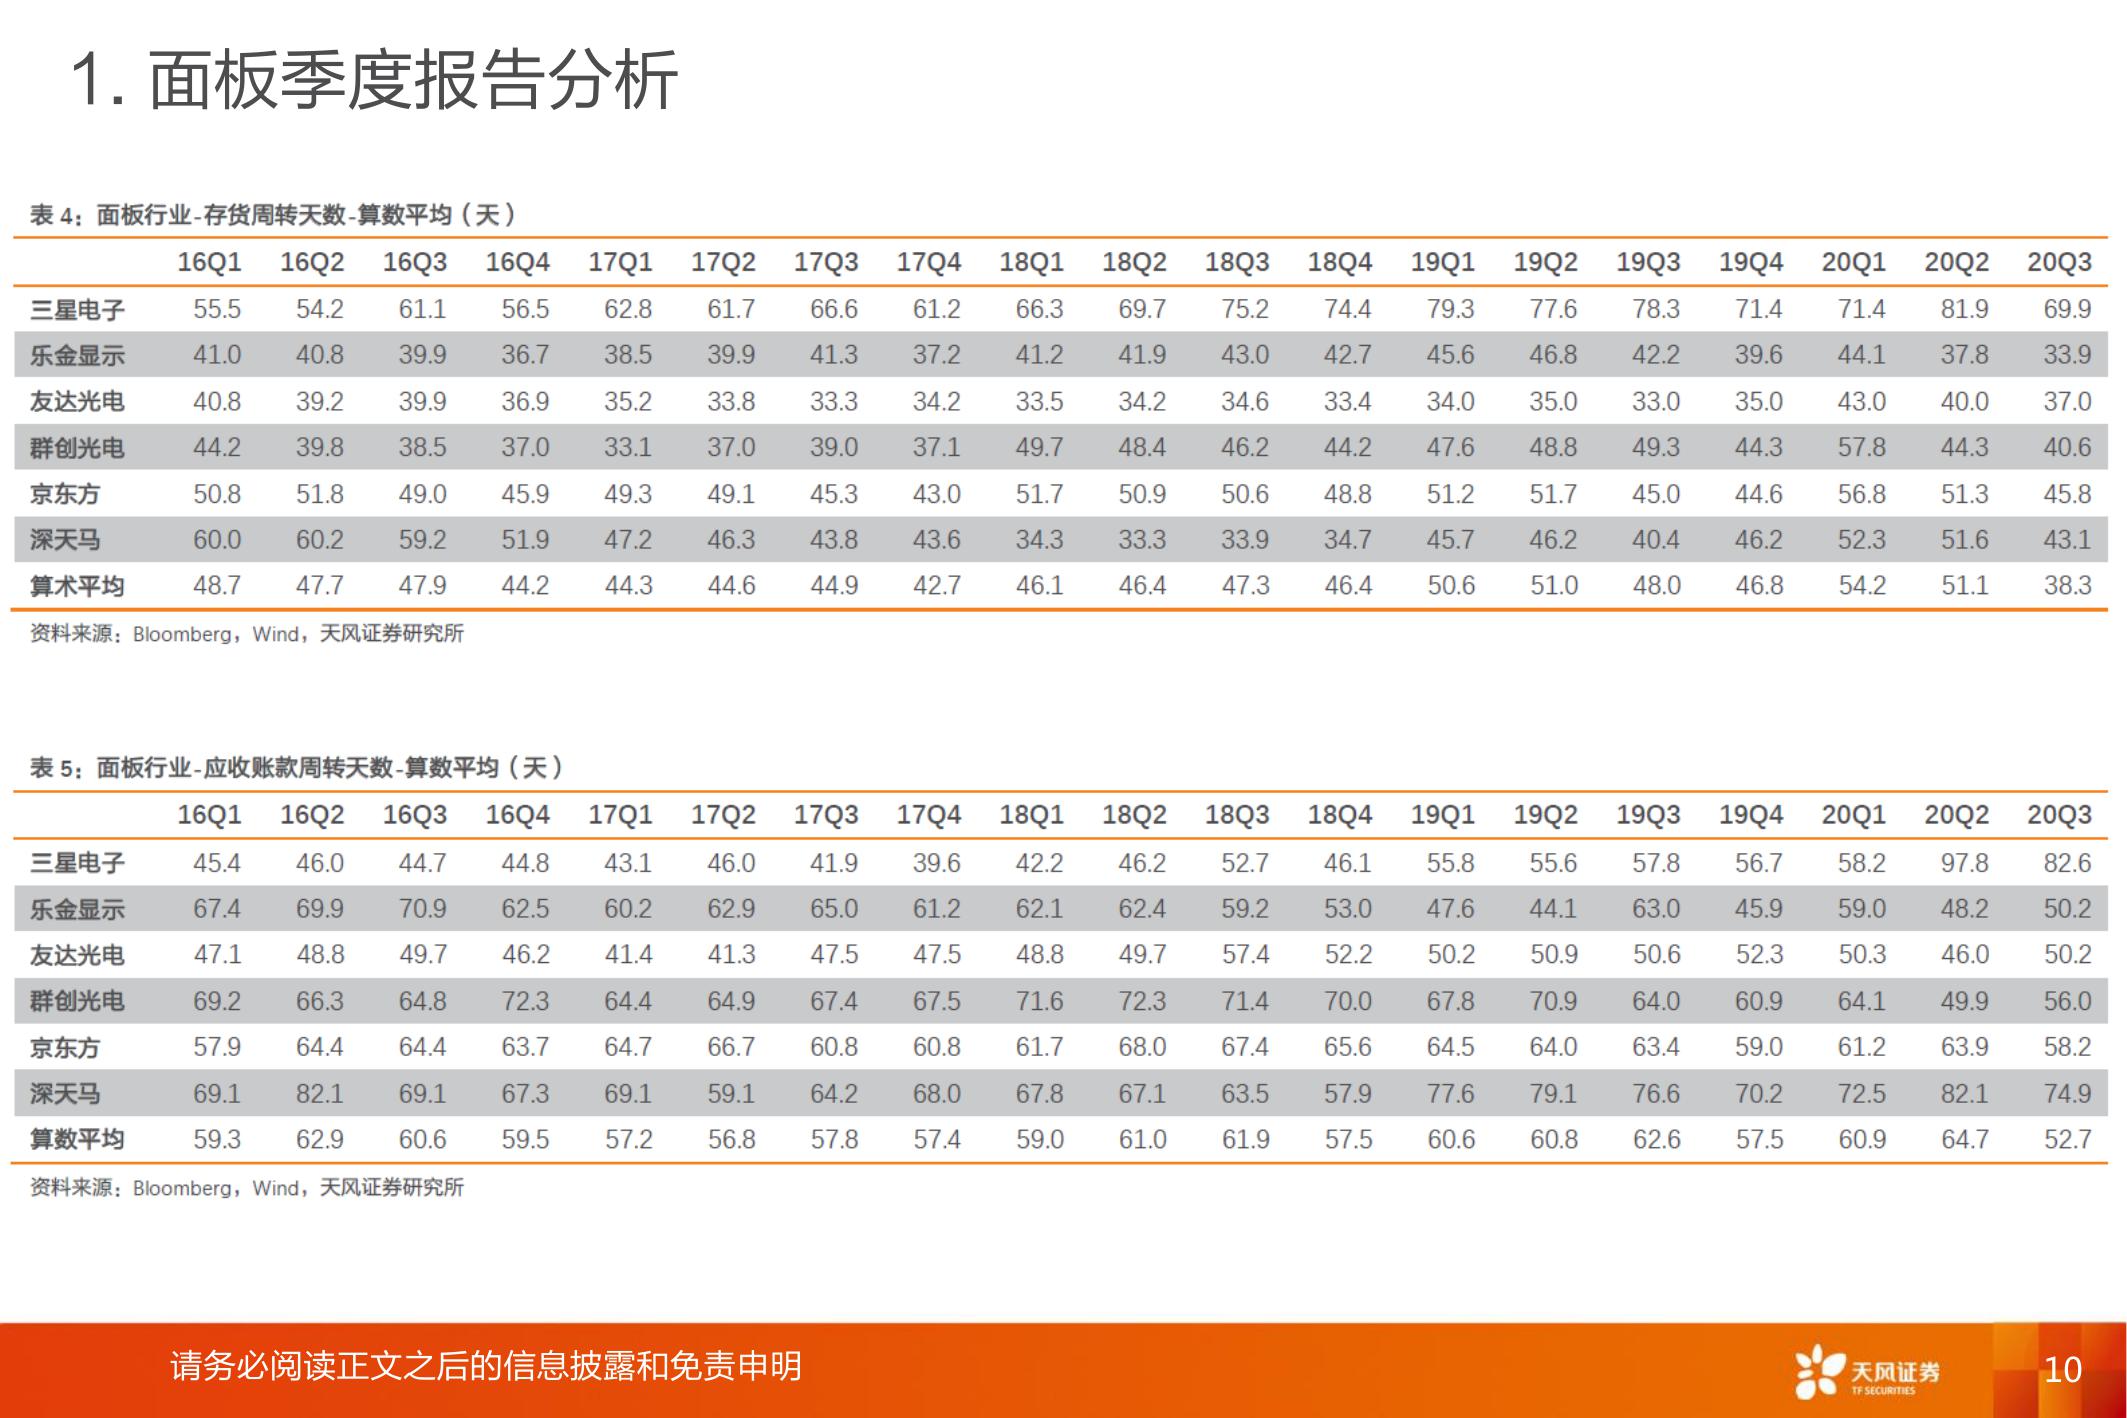 1. 面板季度报告分析
表 4：面板行业-存货周转天数-算数平均（天）
16Q1 16Q2 16Q3 16Q4 17Q1 17Q2 17Q3 17Q4 18Q1 18Q2 18Q3 18Q4 19Q1 19Q2 19Q3 19Q4 20Q1 20Q2 20Q3
三星电子 55.5 54.2 61.1 56.5 62.8 61.7 66.6 61.2 66.3 69.7 75.2 74.4 79.3 77.6 78.3 71.4 71.4 81.9 69.9
乐金显示 41.0 40.8 39.9 36.7 38.5 39.9 41.3 37.2 41.2 41.9 43.0 42.7 45.6 46.8 42.2 39.6 44.1 37.8 33.9
友达光电 40.8 39.2 39.9 36.9 35.2 33.8 33.3 34.2 33.5 34.2 34.6 33.4 34.0 35.0 33.0 35.0 43.0 40.0 37.0
群创光电 44.2 39.8 38.5 37.0 33.1 37.0 39.0 37.1 49.7 48.4 46.2 44.2 47.6 48.8 49.3 44.3 57.8 44.3 40.6
京东方 50.8 51.8 49.0 45.9 49.3 49.1 45.3 43.0 51.7 50.9 50.6 48.8 51.2 51.7 45.0 44.6 56.8 51.3 45.8
深天马 60.0 60.2 59.2 51.9 47.2 46.3 43.8 43.6 34.3 33.3 33.9 34.7 45.7 46.2 40.4 46.2 52.3 51.6 43.1
算术平均 48.7 47.7 47.9 44.2 44.3 44.6 44.9 42.7 46.1 46.4 47.3 46.4 50.6 51.0 48.0 46.8 54.2 51.1 38.3
资料来源：Bloomberg，Wind，天风证券研究所
表 5：面板行业-应收账款周转天数-算数平均（天）
16Q1 16Q2 16Q3 16Q4 17Q1 17Q2 17Q3 17Q4 18Q1 18Q2 18Q3 18Q4 19Q1 19Q2 19Q3 19Q4 20Q1 20Q2 20Q3
三星电子 45.4 46.0 44.7 44.8 43.1 46.0 41.9 39.6 42.2 46.2 52.7 46.1 55.8 55.6 57.8 56.7 58.2 97.8 82.6
乐金显示 67.4 69.9 70.9 62.5 60.2 62.9 65.0 61.2 62.1 62.4 59.2 53.0 47.6 44.1 63.0 45.9 59.0 48.2 50.2
友达光电 47.1 48.8 49.7 46.2 41.4 41.3 47.5 47.5 48.8 49.7 57.4 52.2 50.2 50.9 50.6 52.3 50.3 46.0 50.2
群创光电 69.2 66.3 64.8 72.3 64.4 64.9 67.4 67.5 71.6 72.3 71.4 70.0 67.8 70.9 64.0 60.9 64.1 49.9 56.0
京东方 57.9 64.4 64.4 63.7 64.7 66.7 60.8 60.8 61.7 68.0 67.4 65.6 64.5 64.0 63.4 59.0 61.2 63.9 58.2
深天马 69.1 82.1 69.1 67.3 69.1 59.1 64.2 68.0 67.8 67.1 63.5 57.9 77.6 79.1 76.6 70.2 72.5 82.1 74.9
算数平均 59.3 62.9 60.6 59.5 57.2 56.8 57.8 57.4 59.0 61.0 61.9 57.5 60.6 60.8 62.6 57.5 60.9 64.7 52.7
资料来源：Bloomberg，Wind，天风证券研究所
请务必阅读正文之后的信息披露和免责申明
天风证券
TF SECURITIES
10